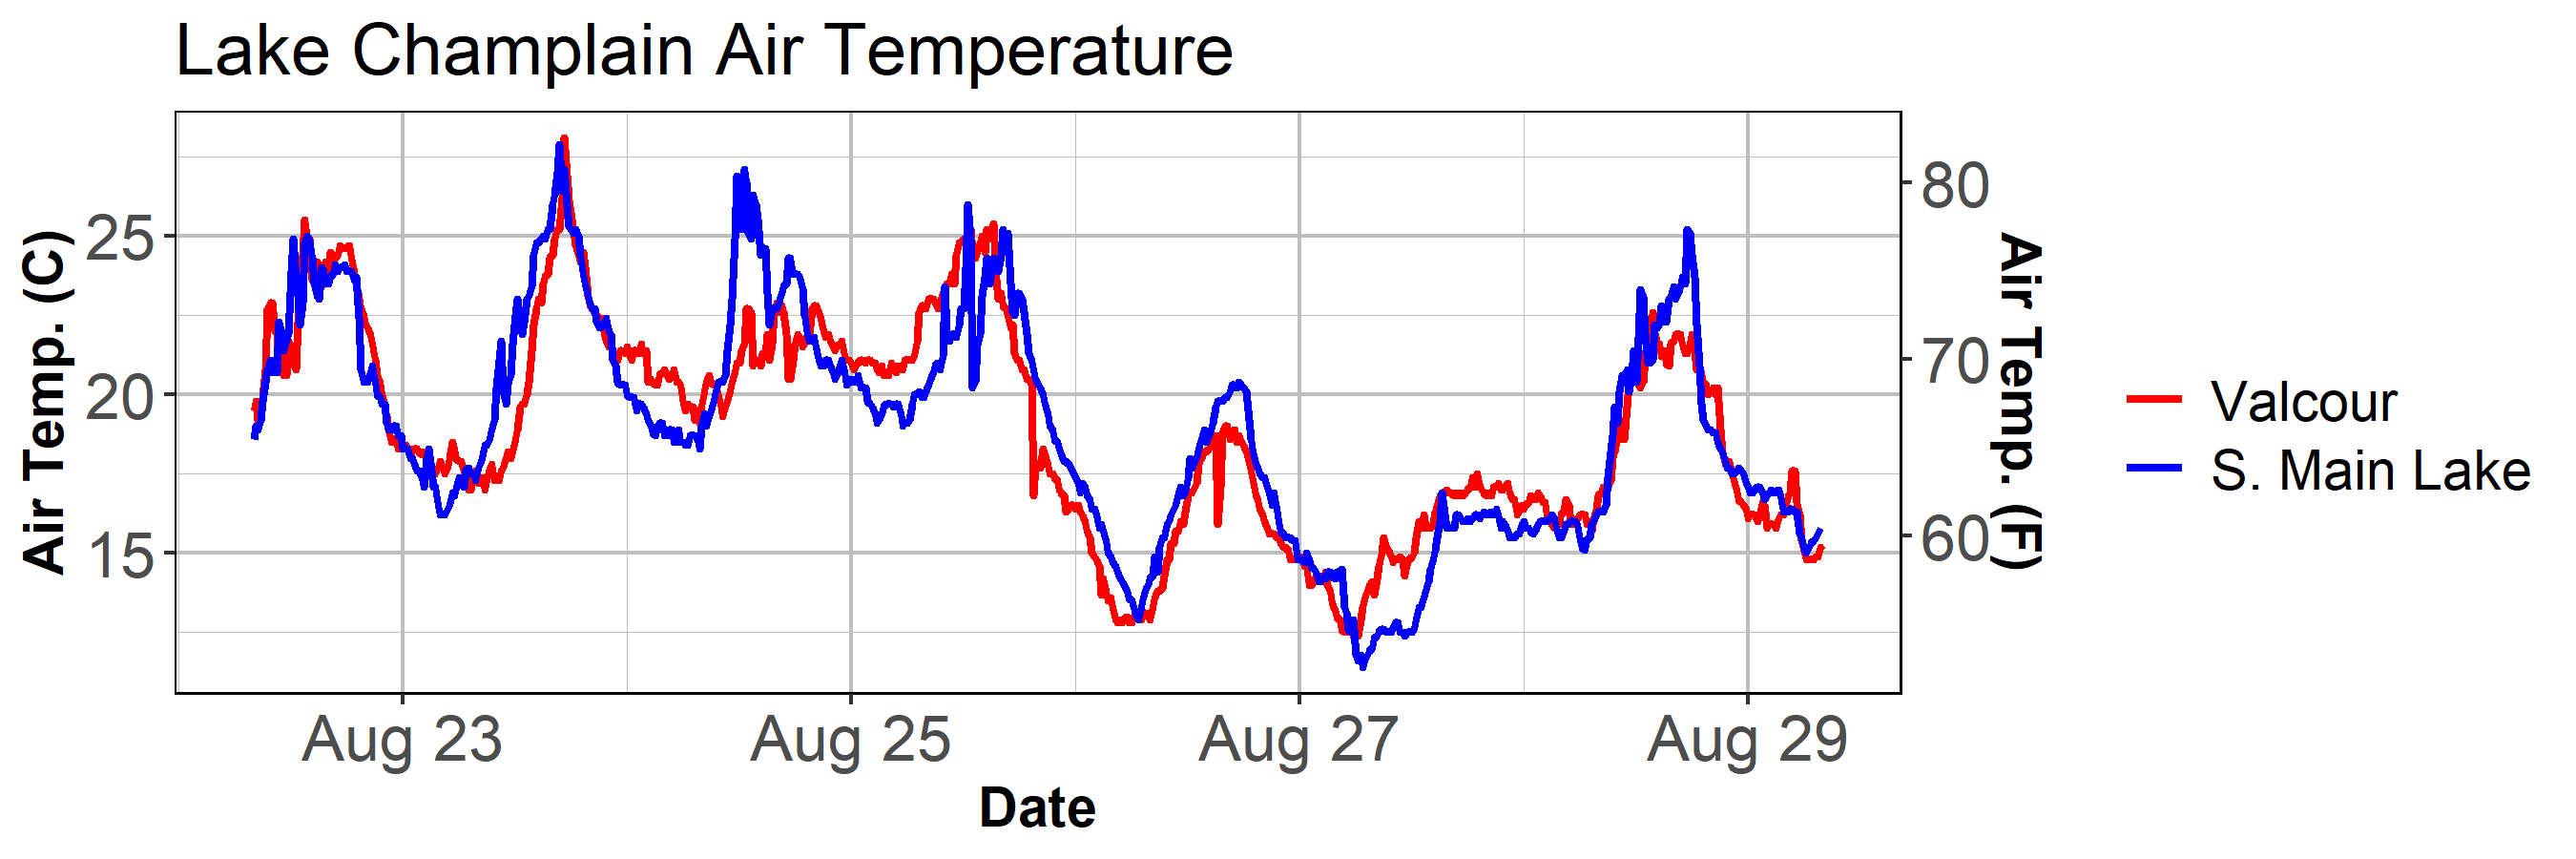 Lake Champlain Air Temperature
Air Temp. (C)
25
20
15
80
70
60
Air Temp. (F)
Valcour
S. Main Lake
Aug 23
Aug 25
Aug 27
Aug 29
Date